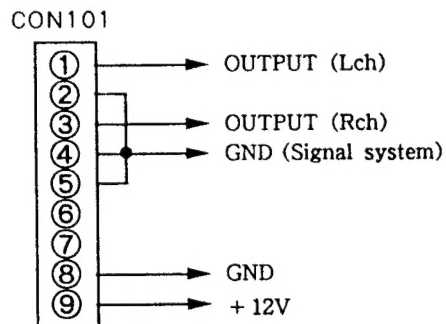 CON101
① OUTPUT (Lch)
②
③ OUTPUT (Rch)
④ GND (Signal system)
⑤
⑥
⑦
⑧ GND
⑨ + 12V